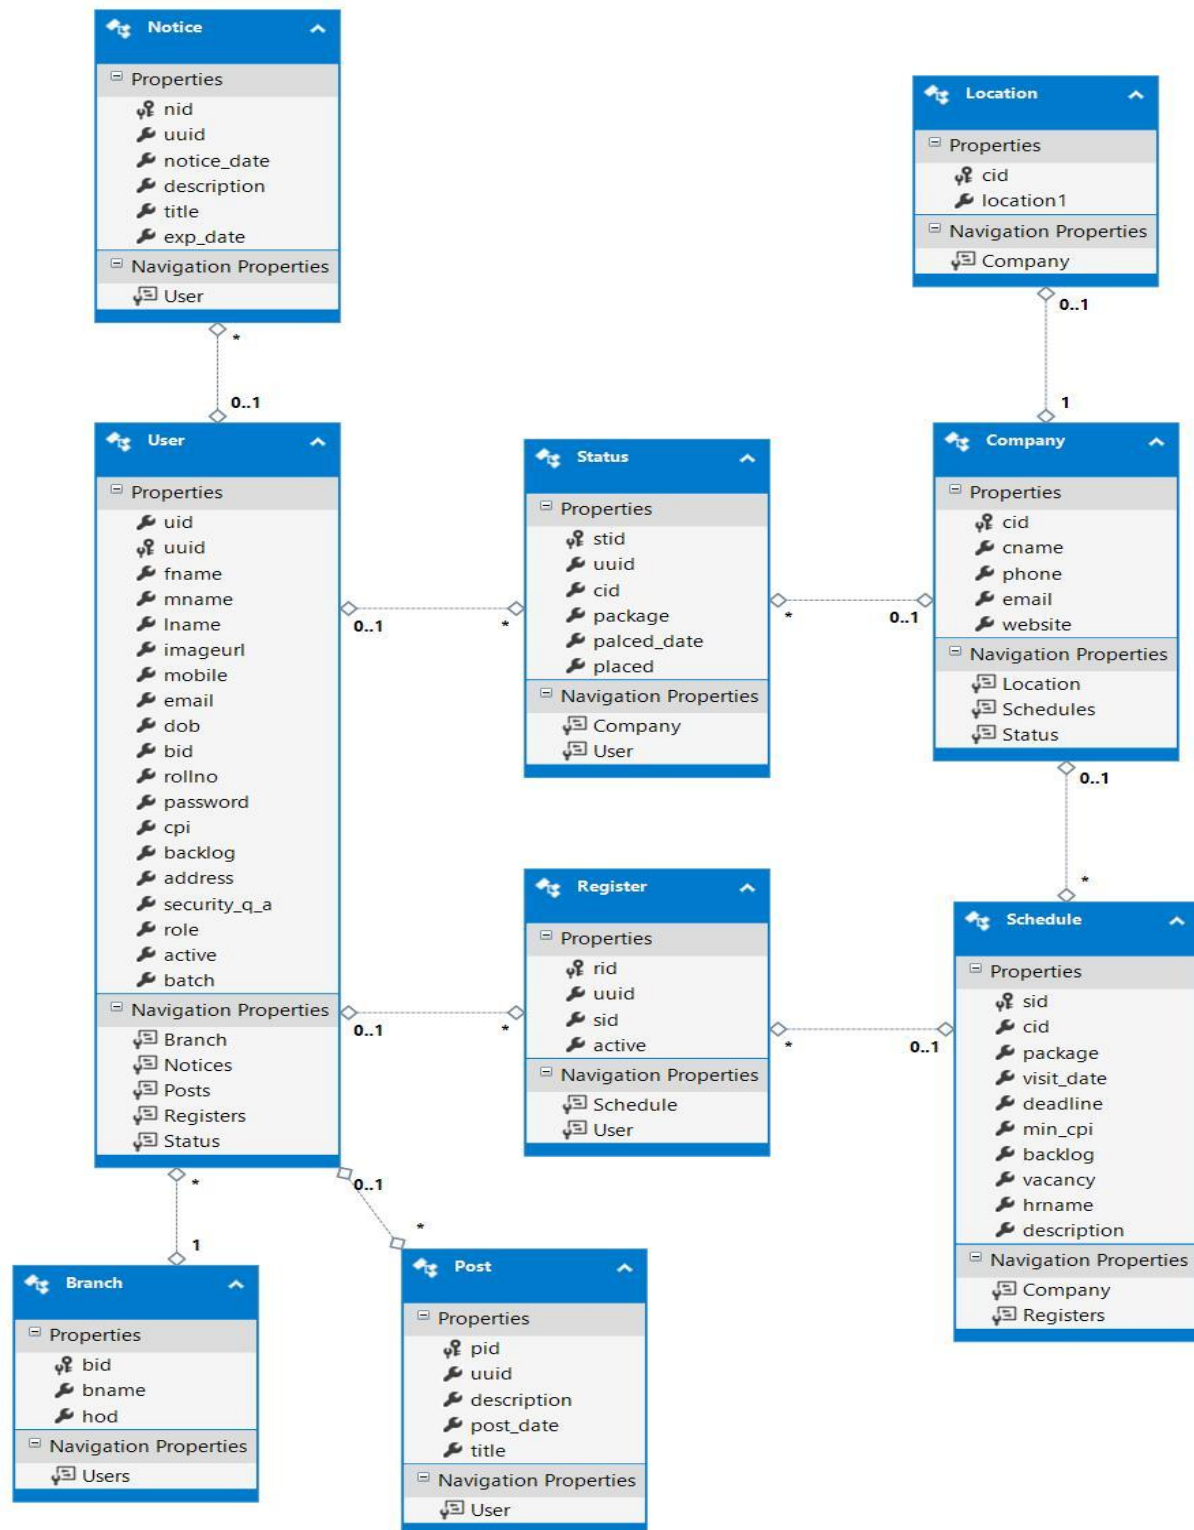 Notice
Properties
nid
uuid
notice_date
description
title
exp_date
Navigation Properties
User
*
0..1
Location
Properties
cid
location1
Navigation Properties
Company
0..1
1
User
Properties
uid
uuid
fname
mname
lname
imageurl
mobile
email
dob
bid
rollno
password
cpi
backlog
address
security_q_a
role
active
batch
Navigation Properties
Branch
Notices
Posts
Registers
Status
0..1
*
Status
Properties
stid
uuid
cid
package
palced_date
placed
Navigation Properties
Company
User
*
0..1
Company
Properties
cid
cname
phone
email
website
Navigation Properties
Location
Schedules
Status
0..1
*
0..1
*
Register
Properties
rid
uuid
sid
active
Navigation Properties
Schedule
User
*
0..1
Schedule
Properties
sid
cid
package
visit_date
deadline
min_cpi
backlog
vacancy
hrname
description
Navigation Properties
Company
Registers
*
1
0..1
*
Branch
Properties
bid
bname
hod
Navigation Properties
Users
Post
Properties
pid
uuid
description
post_date
title
Navigation Properties
User